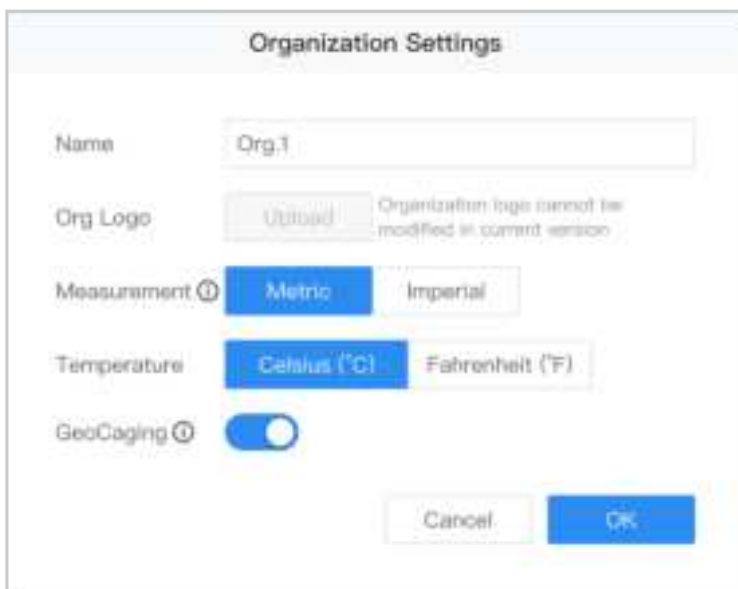 Organization Settings
Name
Org.1
Org Logo
Upload
Organization logo cannot be
modified in current version
Measurement
Metric
Imperial
Temperature
Celsius (°C)
Fahrenheit (°F)
GeoCaging
Cancel
OK